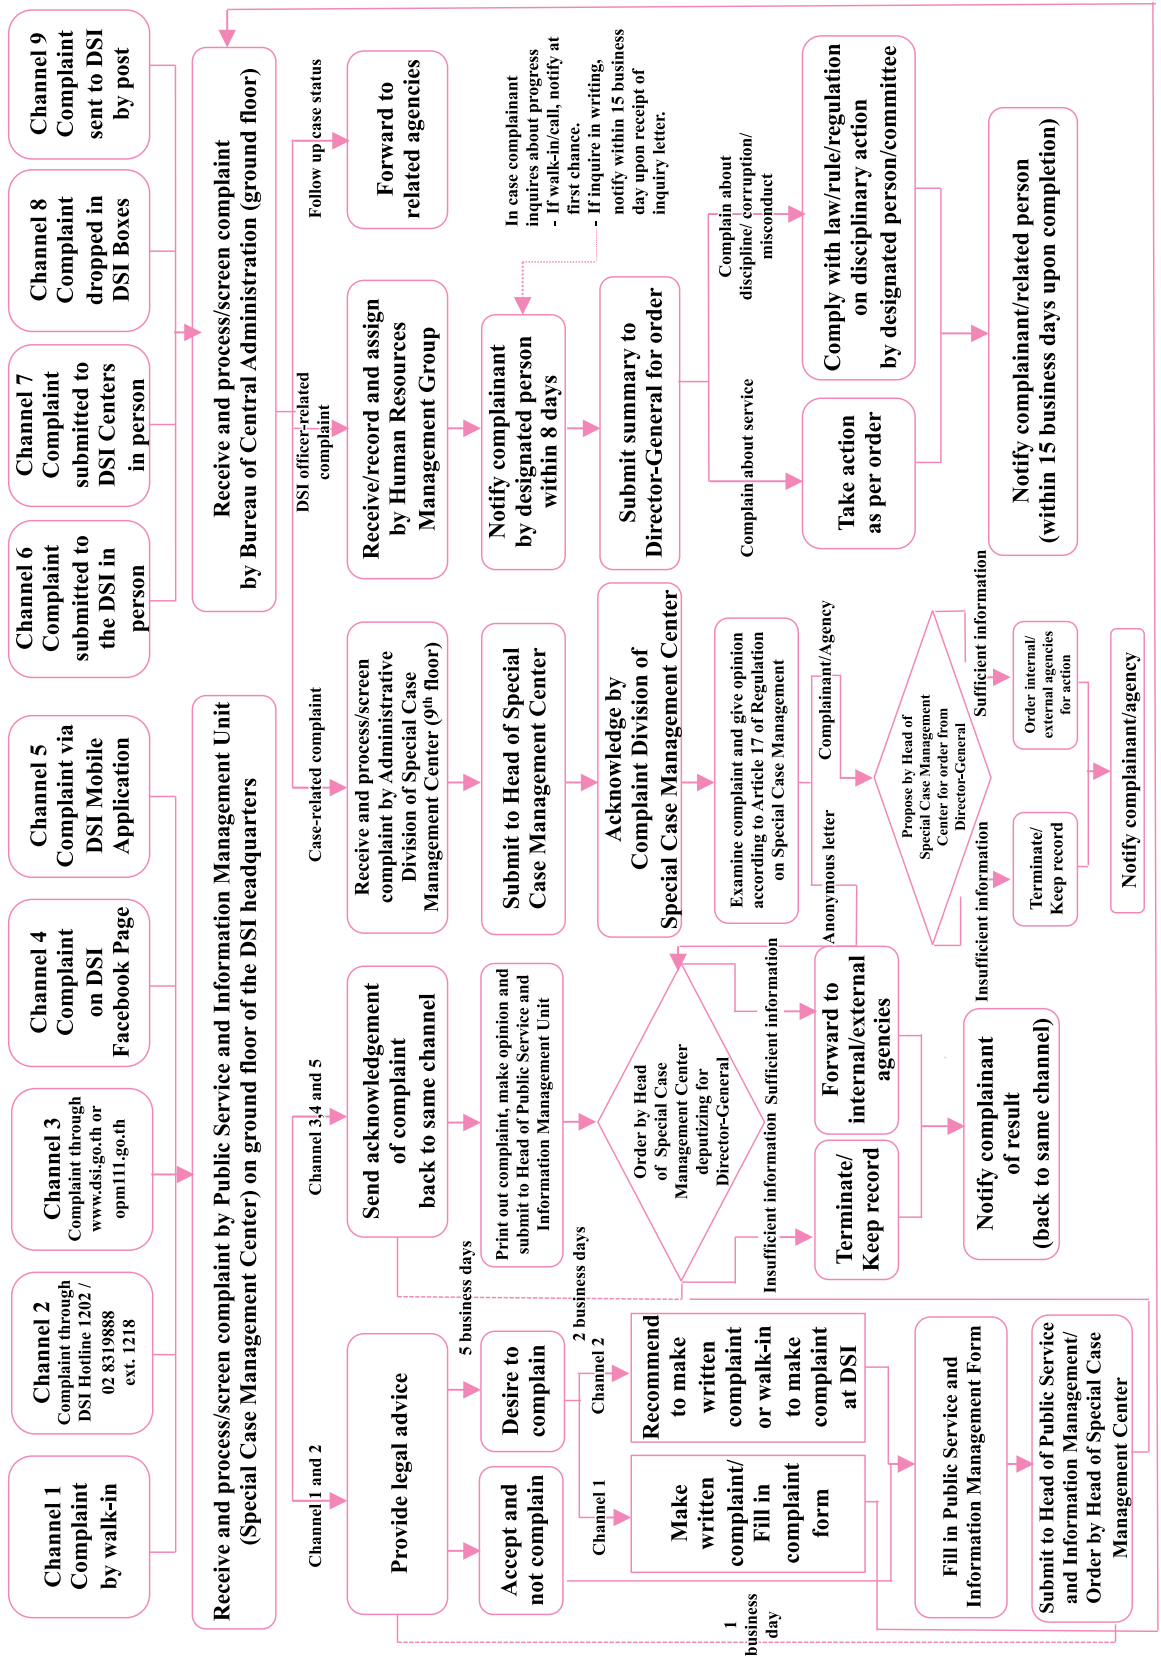 Channel 1
Complaint
by walk-in
Channel 2
Complaint through
DSI Hotline 1202 /
02 8319888
ext. 1218
Channel 3
Complaint through
www.dsi.go.th or
opm111.go.th
Channel 4
Complaint
on DSI
Facebook Page
Channel 5
Complaint via
DSI Mobile
Application
Channel 6
Complaint
submitted to
the DSI in
person
Channel 7
Complaint
submitted to
DSI Centers
in person
Channel 8
Complaint
dropped in
DSI Boxes
Channel 9
Complaint
sent to DSI
by post
Receive and process/screen complaint by Public Service and Information Management Unit
(Special Case Management Center) on ground floor of the DSI headquarters
Receive and process/screen complaint
by Bureau of Central Administration (ground floor)
Channel 1 and 2
Channel 3,4 and 5
Case-related complaint
DSI officer-related
complaint
Follow up case status
Provide legal advice
Send acknowledgement
of complaint
back to same channel
Receive and process/screen
complaint by Administrative
Division of Special Case
Management Center (9th floor)
Receive/record and assign
by Human Resources
Management Group
Forward to
related agencies
5 business days
Accept and
not complain
Desire to
complain
Print out complaint, make opinion and
submit to Head of Public Service and
Information Management Unit
Submit to Head of Special
Case Management Center
Notify complainant
by designated person
within 8 days
In case complainant
inquires about progress
- If walk-in/call, notify at
first chance.
- If inquire in writing,
notify within 15 business
day upon receipt of
inquiry letter.
2 business days
Channel 1
Channel 2
Make
written
complaint/
Fill in
complaint
form
Recommend
to make
written
complaint
or walk-in
to make
complaint
at DSI
Order by Head
of Special Case
Management Center
deputizing for
Director-General
Acknowledge by
Complaint Division of
Special Case Management Center
Submit summary to
Director-General for order
Examine complaint and give opinion
according to Article 17 of Regulation
on Special Case Management
Complain about service
Complain about
discipline/ corruption/
misconduct
1
business
day
Insufficient information
Sufficient information
Anonymous letter
Complainant/Agency
Terminate/
Keep record
Forward to
internal/external
agencies
Take action
as per order
Comply with law/rule/regulation
on disciplinary action
by designated person/committee
Propose by Head of
Special Case Management
Center for order from
Director-General
Fill in Public Service and
Information Management Form
Notify complainant
of result
(back to same channel)
Insufficient information
Sufficient information
Notify complainant/related person
(within 15 business days upon completion)
Terminate/
Keep record
Order internal/
external agencies
for action
Submit to Head of Public Service
and Information Management/
Order by Head of Special Case
Management Center
Notify complainant/agency